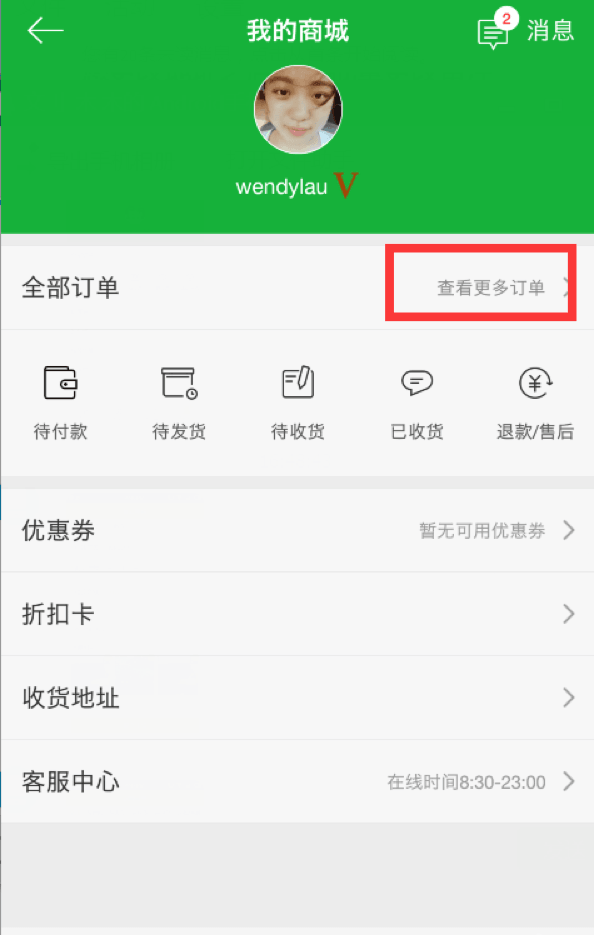 我的商城
2
消息
wendylau V
全部订单 查看更多订单
待付款 待发货 待收货 已收货 退款/售后
优惠券 暂无可用优惠券
折扣卡
收货地址
客服中心 在线时间8:30-23:00